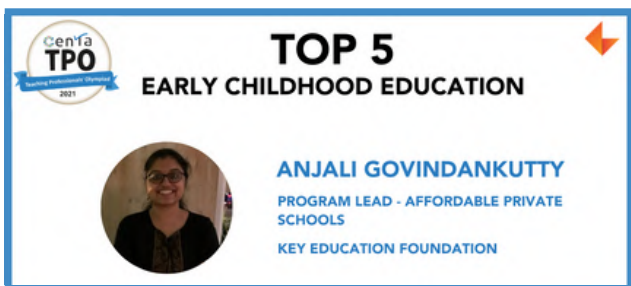 CENTA
TPO
Teaching Professionals' Olympiad
2021
TOP 5
EARLY CHILDHOOD EDUCATION
ANJALI GOVINDANKUTTY
PROGRAM LEAD - AFFORDABLE PRIVATE
SCHOOLS
KEY EDUCATION FOUNDATION